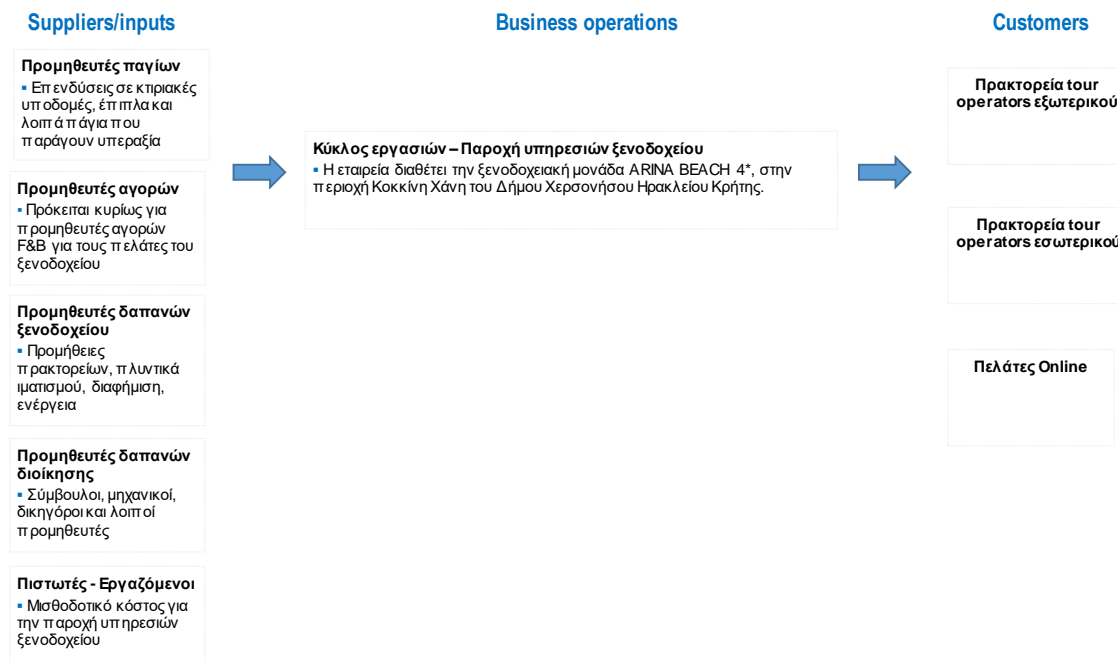 Suppliers/inputs
Business operations
Customers
Προμηθευτές παγίων
▪ Επενδύσεις σε κτιριακές
υποδομές, έπιπλα και
λοιπά πάγια που
παράγουν υπεραξία
Προμηθευτές αγορών
▪ Πρόκειται κυρίως για
προμηθευτές αγορών
F&B για τους πελάτες του
ξενοδοχείου
Προμηθευτές δαπανών
ξενοδοχείου
▪ Προμήθειες
πρακτορείων, πλυντικά
ιματισμού, διαφήμιση,
ενέργεια
Προμηθευτές δαπανών
διοίκησης
▪ Σύμβουλοι, μηχανικοί,
δικηγόροι και λοιποί
προμηθευτές
Πιστωτές - Εργαζόμενοι
▪ Μισθοδοτικό κόστος για
την παροχή υπηρεσιών
ξενοδοχείου
Κύκλος εργασιών – Παροχή υπηρεσιών ξενοδοχείου
▪ Η εταιρεία διαθέτει την ξενοδοχειακή μονάδα ARINA BEACH 4*, στην
περιοχή Κοκκίνη Χάνη του Δήμου Χερσονήσου Ηρακλείου Κρήτης.
Πρακτορεία tour
operators εξωτερικού
Πρακτορεία tour
operators εσωτερικού
Πελάτες Online